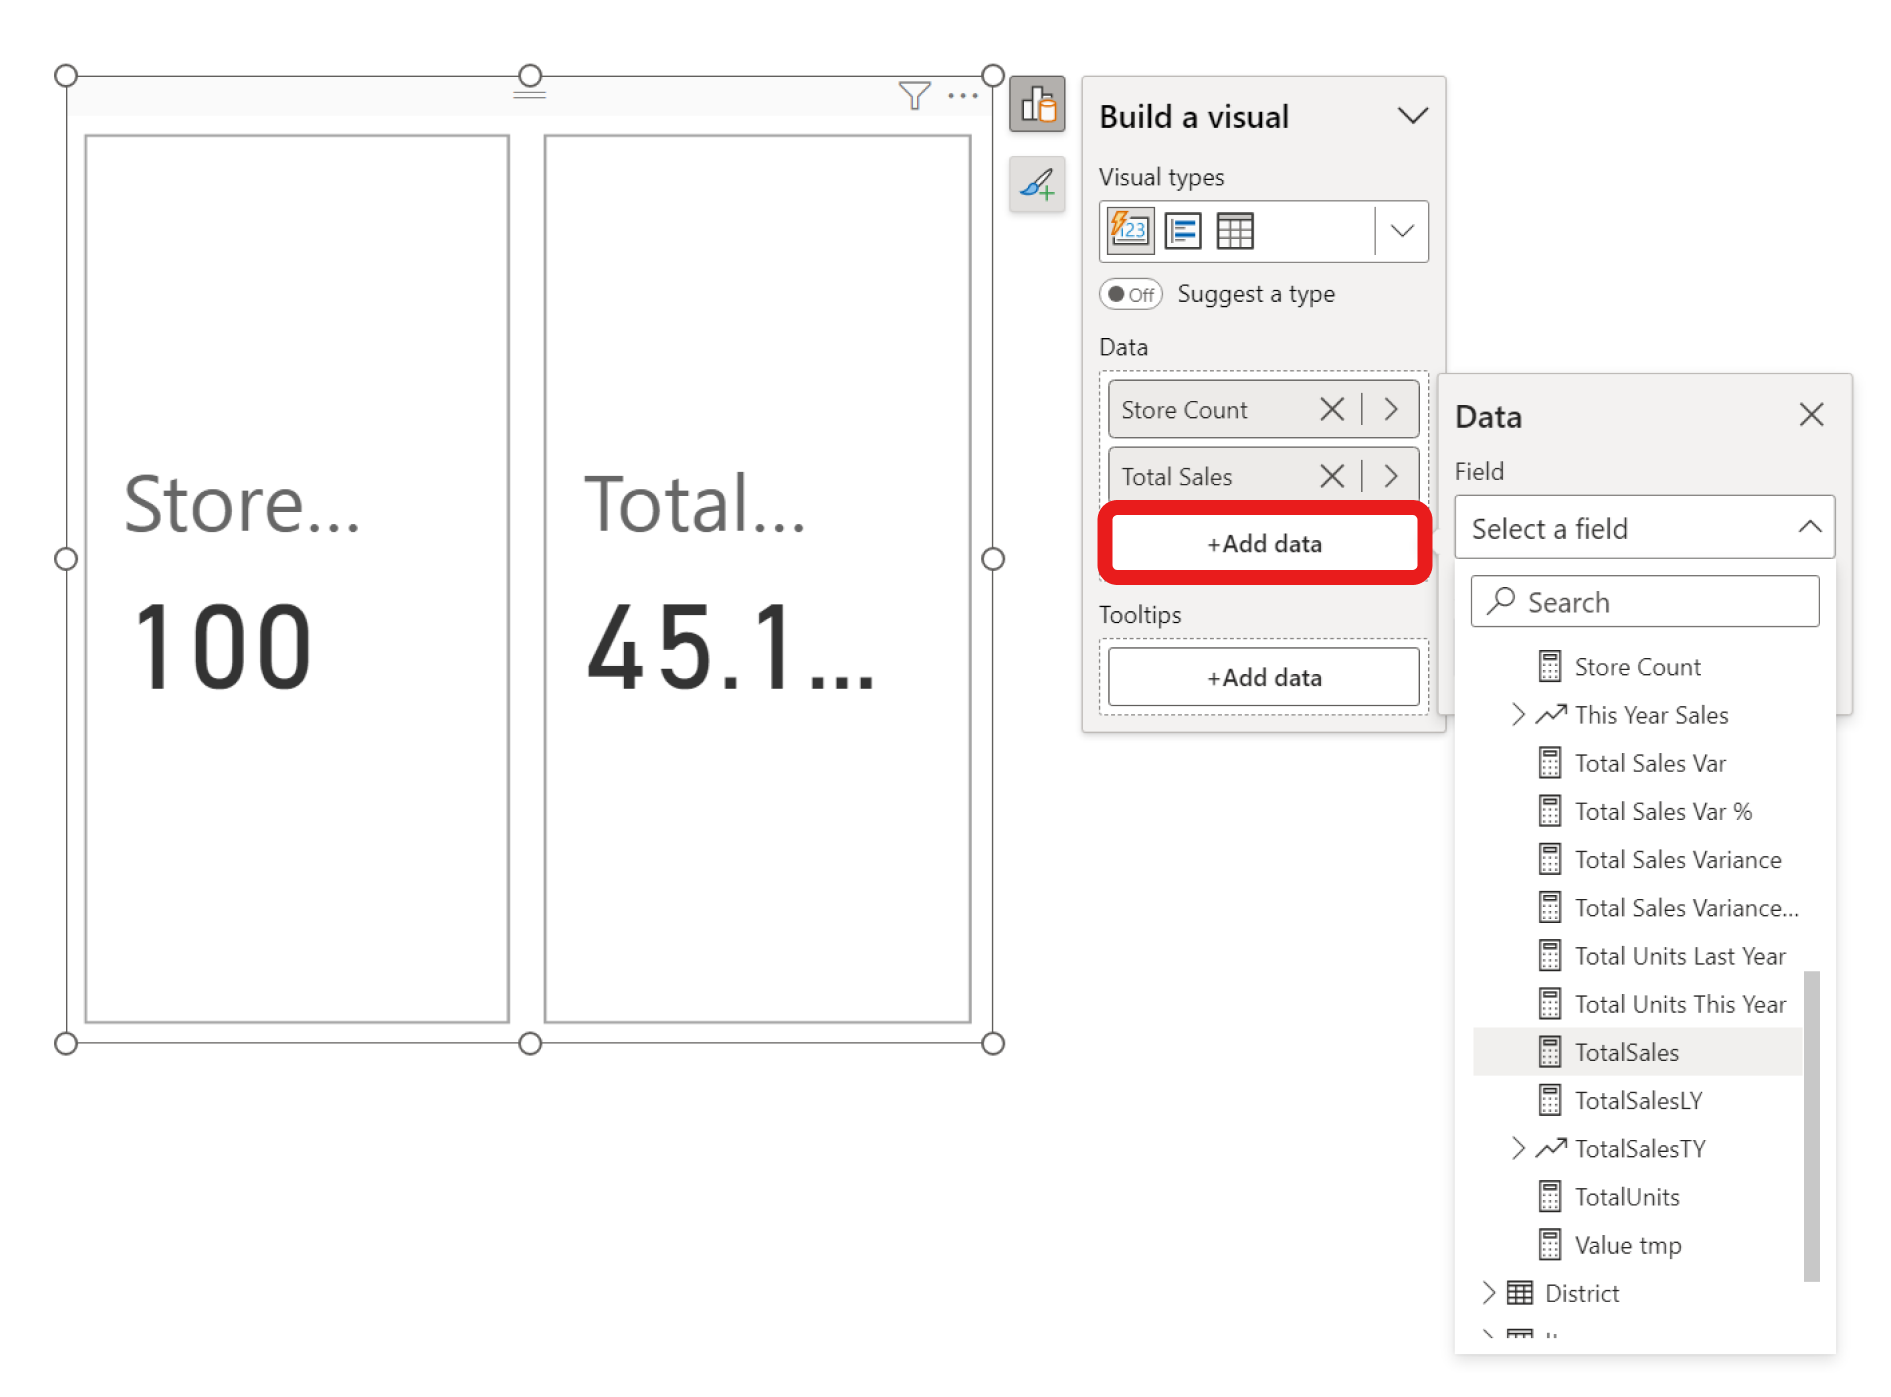 Store...
100
Total...
45.1...
Build a visual
Visual types
123
Off
Suggest a type
Data
Store Count
Total Sales
+Add data
Tooltips
+Add data
Data
Field
Select a field
Search
Store Count
This Year Sales
Total Sales Var
Total Sales Var %
Total Sales Variance
Total Sales Variance...
Total Units Last Year
Total Units This Year
TotalSales
TotalSalesLY
TotalSalesTY
TotalUnits
Value tmp
District